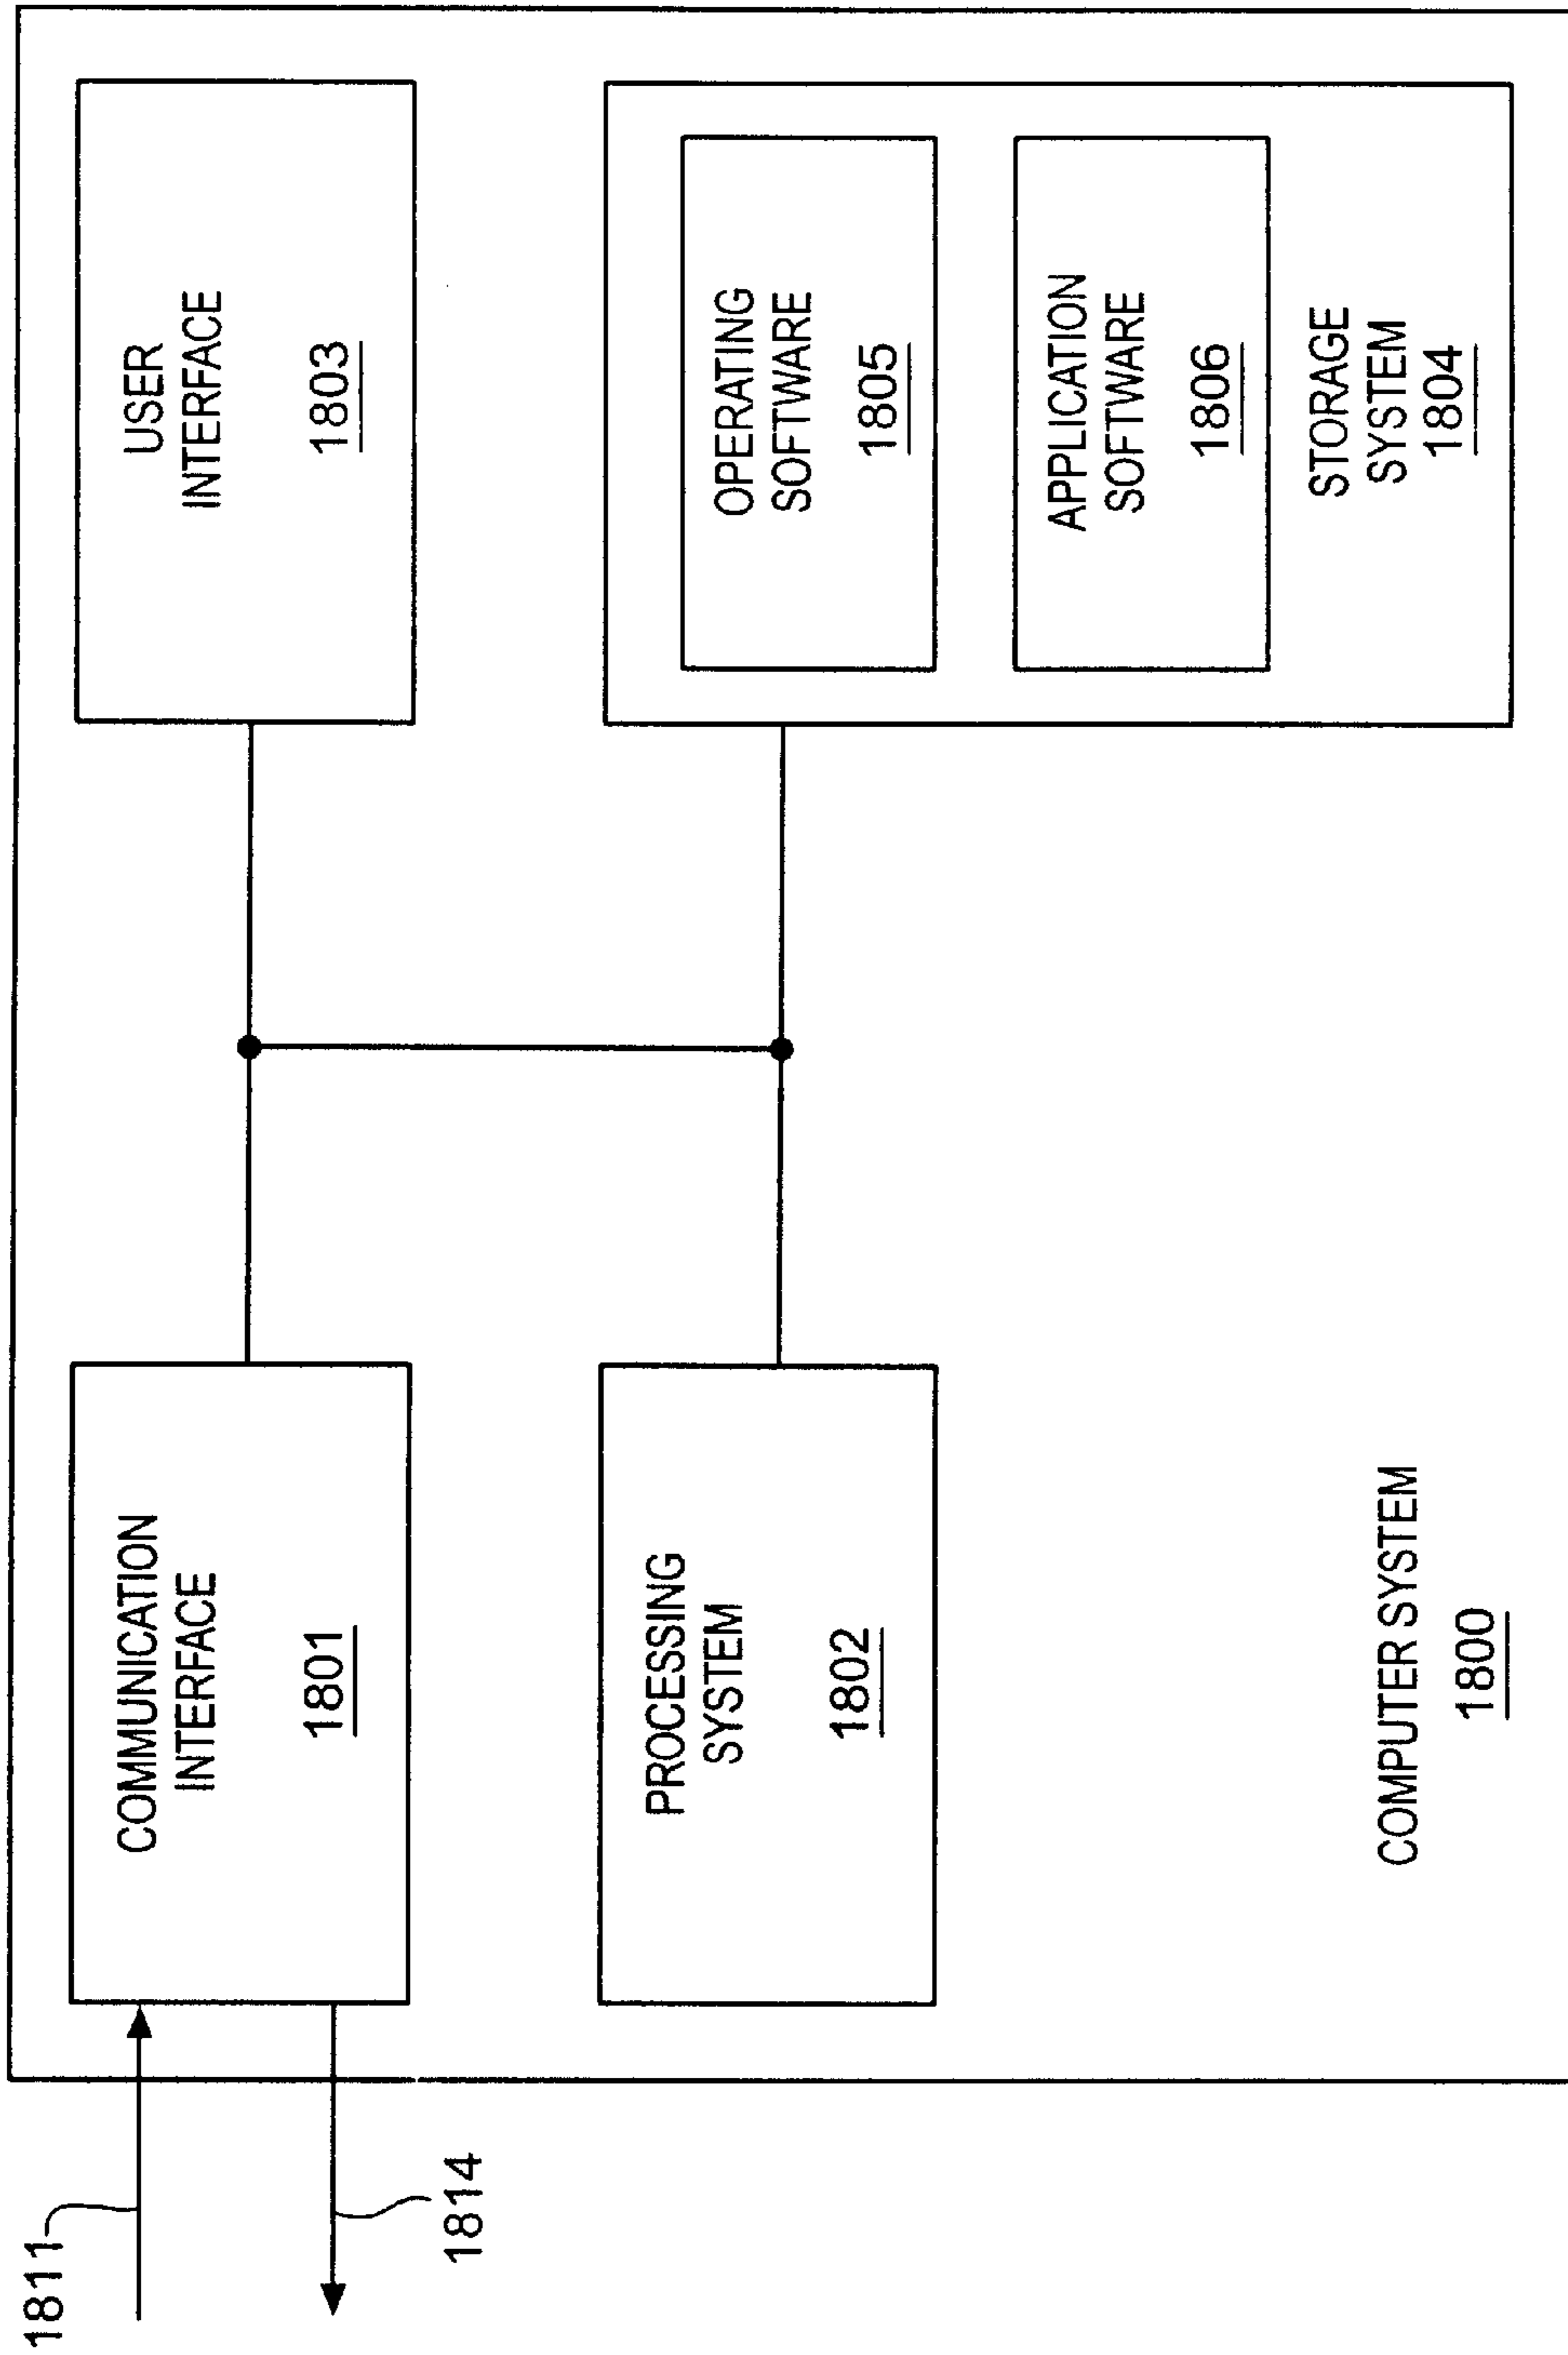 1811
1814
COMMUNICATION
INTERFACE
1801
USER
INTERFACE
1803
PROCESSING
SYSTEM
1802
OPERATING
SOFTWARE
1805
APPLICATION
SOFTWARE
1806
STORAGE
SYSTEM
1804
COMPUTER SYSTEM
1800